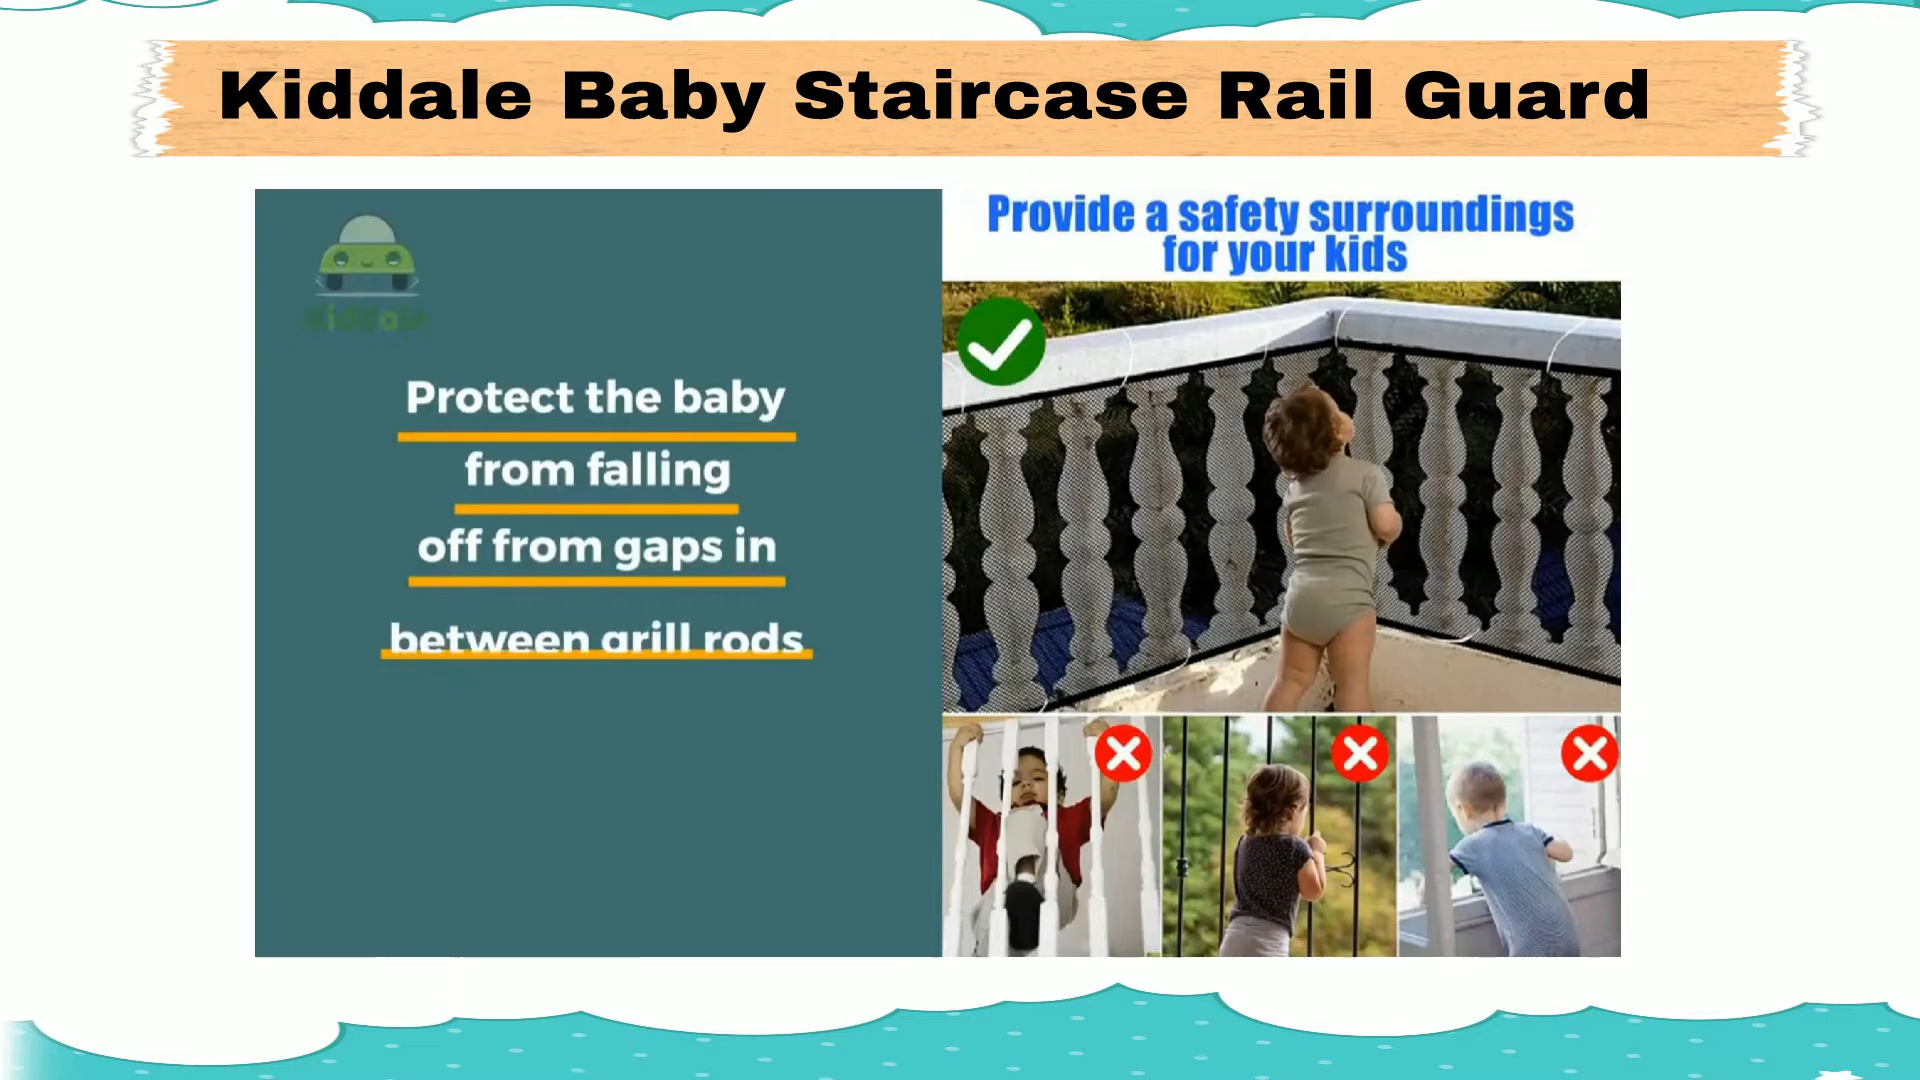 Kiddale Baby Staircase Rail Guard
Kiddale
Protect the baby
from falling
off from gaps in
between grill rods
Provide a safety surroundings
for your kids